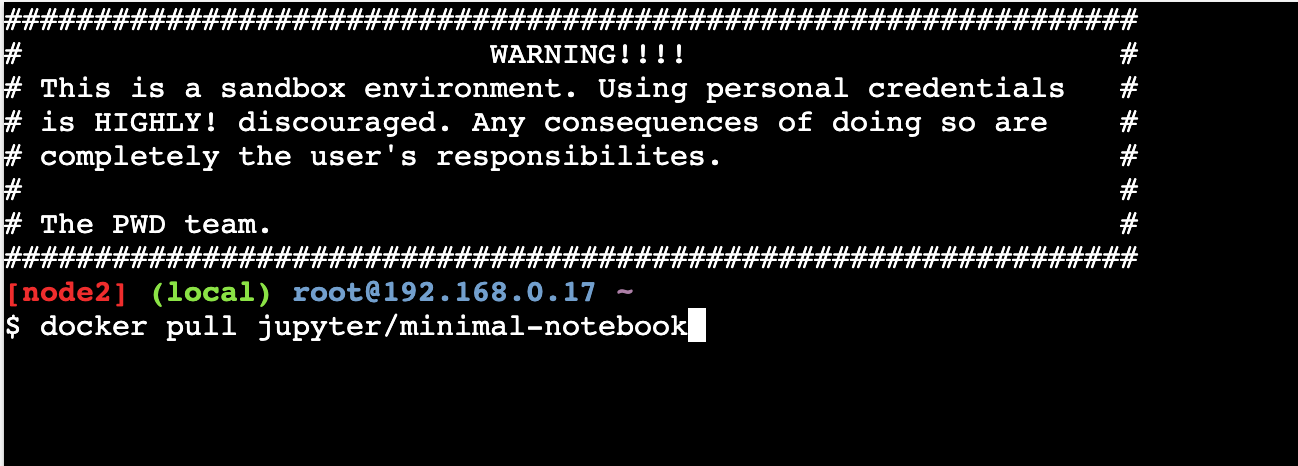 ###############################################################
#                          WARNING!!!!                        #
# This is a sandbox environment. Using personal credentials   #
# is HIGHLY! discouraged. Any consequences of doing so are    #
# completely the user's responsibilites.                      #
#                                                             #
# The PWD team.                                               #
###############################################################
[node2] (local) root@192.168.0.17 ~
$ docker pull jupyter/minimal-notebook